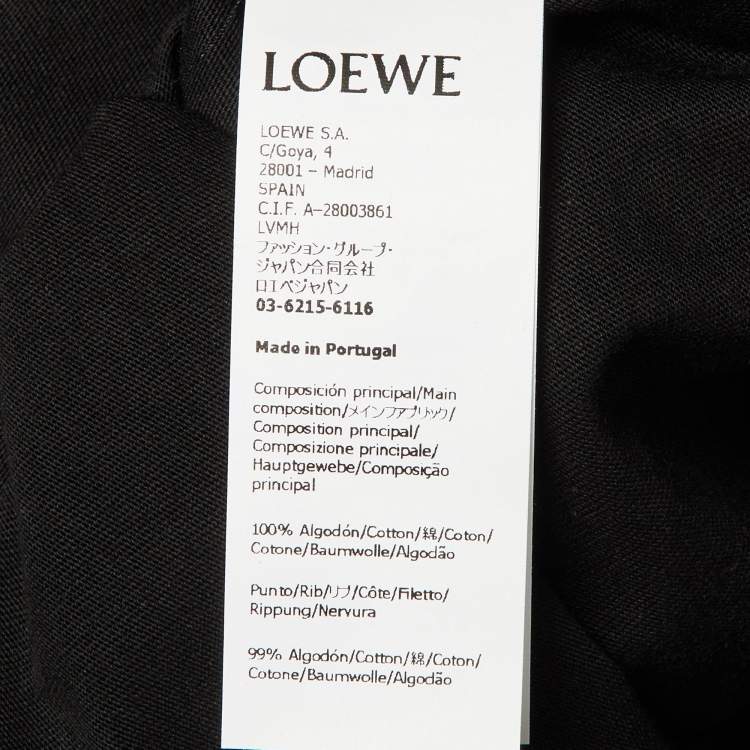 LOEWE
LOEWE S.A.
C/Goya, 4
28001 – Madrid
SPAIN
C.I.F. A–28003861
LVMH
ファッション・グループ・
ジャパン合同会社
ロエベジャパン
03-6215-6116
Made in Portugal
Composición principal/Main
composition/メインファブリック/
Composition principal/
Composizione principale/
Hauptgewebe/Composição
principal
100% Algodón/Cotton/綿/Coton/
Cotone/Baumwolle/Algodão
Punto/Rib/リブ/Côte/Filetto/
Rippung/Nervura
99% Algodón/Cotton/綿/Coton/
Cotone/Baumwolle/Algodão